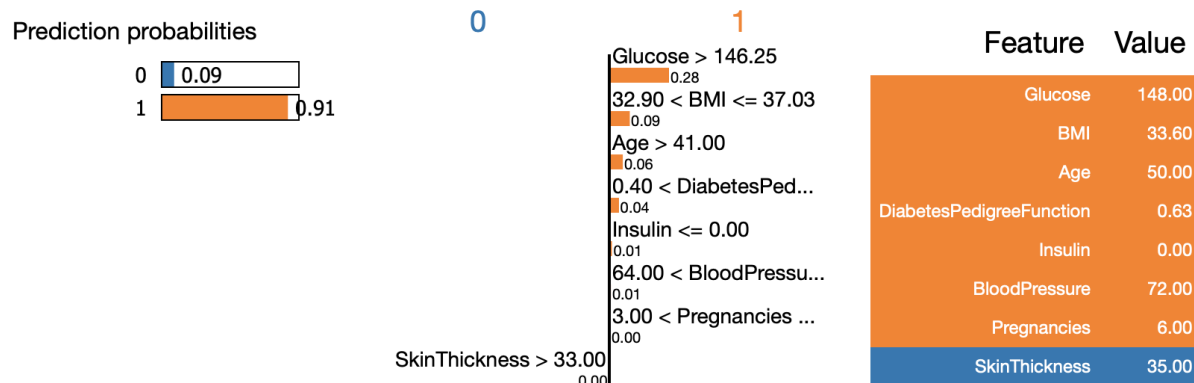 Prediction probabilities
0 0.09
1 0.91
0 1
Glucose > 146.25
0.28
32.90 < BMI <= 37.03
0.09
Age > 41.00
0.06
0.40 < DiabetesPed...
0.04
Insulin <= 0.00
0.01
64.00 < BloodPressu...
0.01
3.00 < Pregnancies ...
0.00
SkinThickness > 33.00
0.00
Feature Value
Glucose 148.00
BMI 33.60
Age 50.00
DiabetesPedigreeFunction 0.63
Insulin 0.00
BloodPressure 72.00
Pregnancies 6.00
SkinThickness 35.00